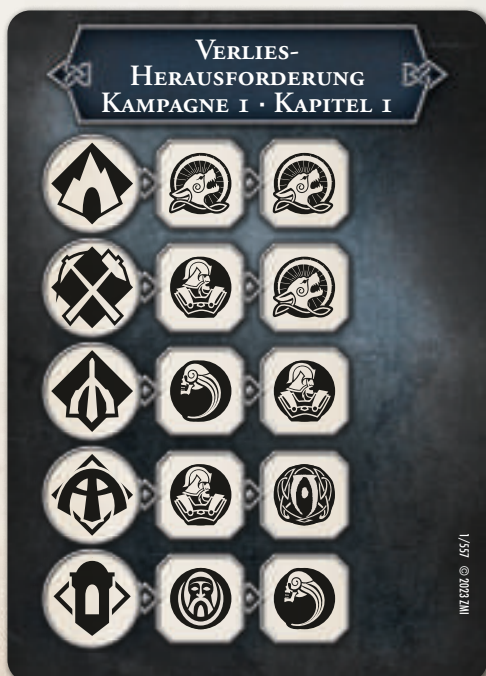 Verlies-
Herausforderung
Kampagne 1 · Kapitel 1
1/557 © 2023 ZMI